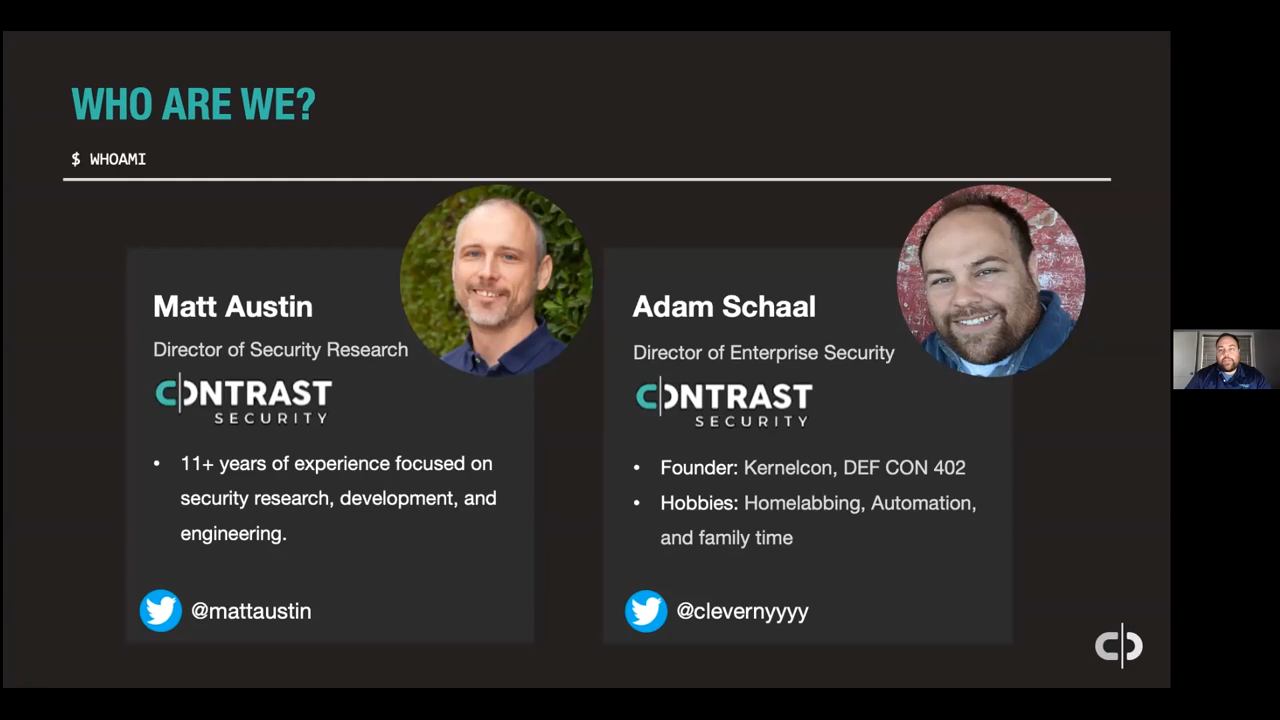 WHO ARE WE?
$ WHOAMI
Matt Austin
Director of Security Research
CONTRAST
SECURITY
• 11+ years of experience focused on
security research, development, and
engineering.
@mattaustin
Adam Schaal
Director of Enterprise Security
CONTRAST
SECURITY
• Founder: Kernelcon, DEF CON 402
• Hobbies: Homelabbing, Automation,
and family time
@clevernyyyy